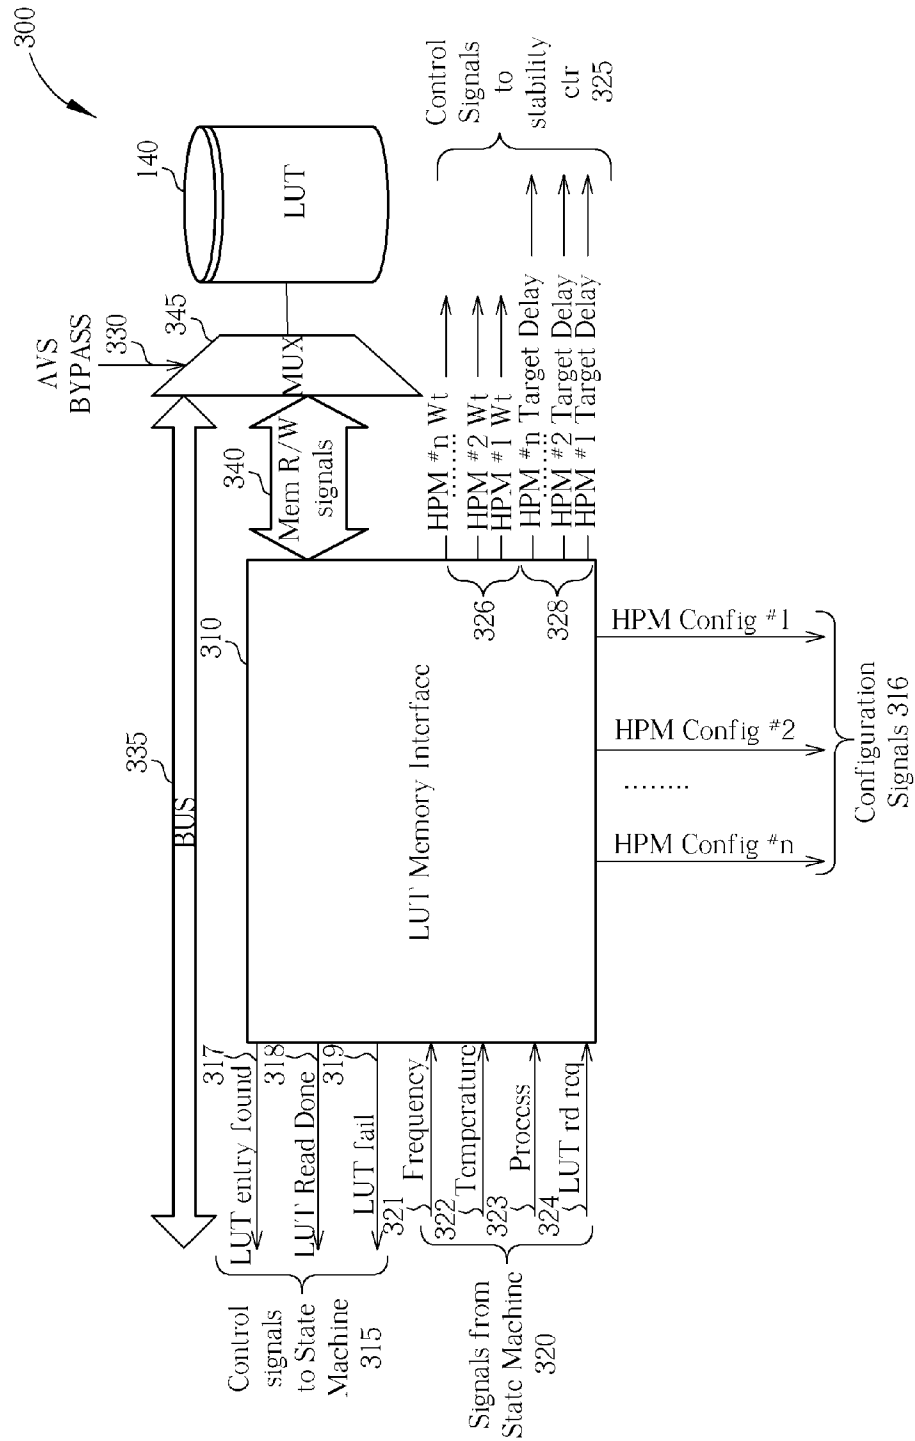 300
140
LUT
AVS
BYPASS
330
345
MUX
335
BUS
340
Mem R/W
signals
310
LUT Memory Interface
317
LUT entry found
318
LUT Read Done
319
LUT fail
Control
signals
to State
Machine
315
321
Frequency
322
Temperature
323
Process
324
LUT rd req
Signals from
State Machine
320
HPM #n Wt
........
HPM #2 Wt
HPM #1 Wt
326
HPM #n Target Delay
........
HPM #2 Target Delay
HPM #1 Target Delay
328
Control
Signals
to
stability
ctr
325
HPM Config #1
HPM Config #2
........
HPM Config #n
Configuration
Signals 316